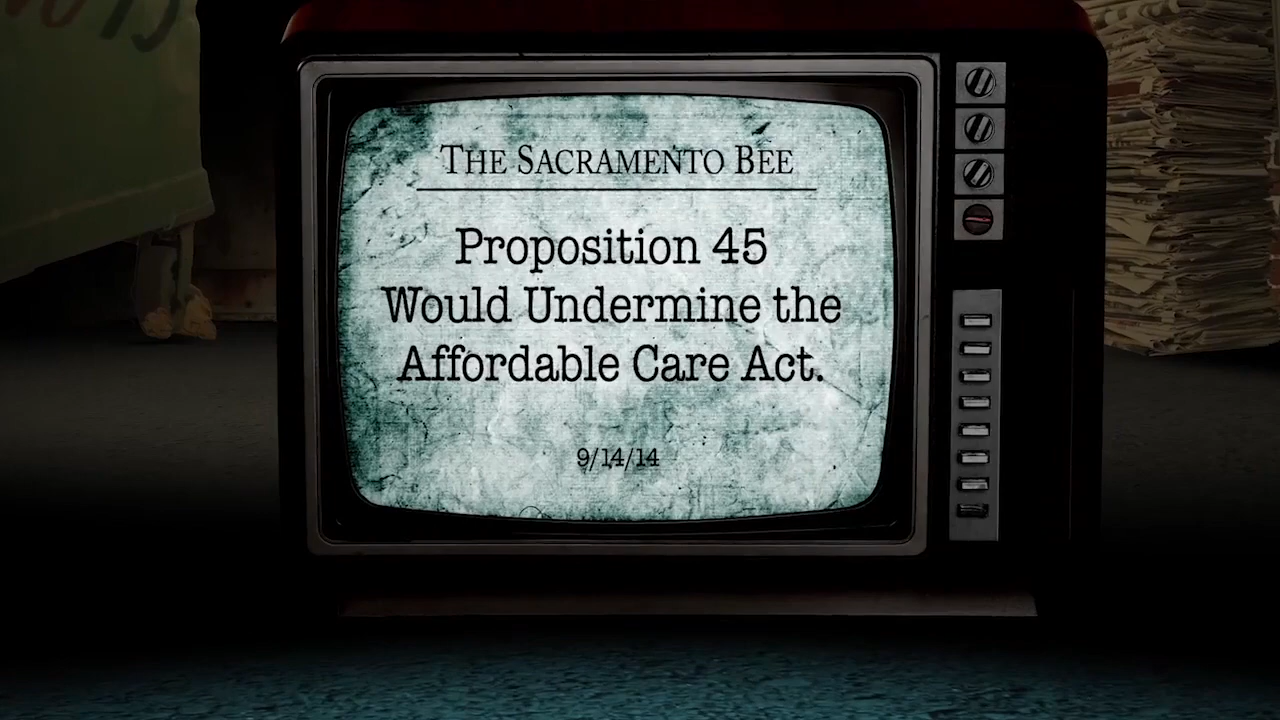 THE SACRAMENTO BEE
Proposition 45
Would Undermine the
Affordable Care Act.
9/14/14